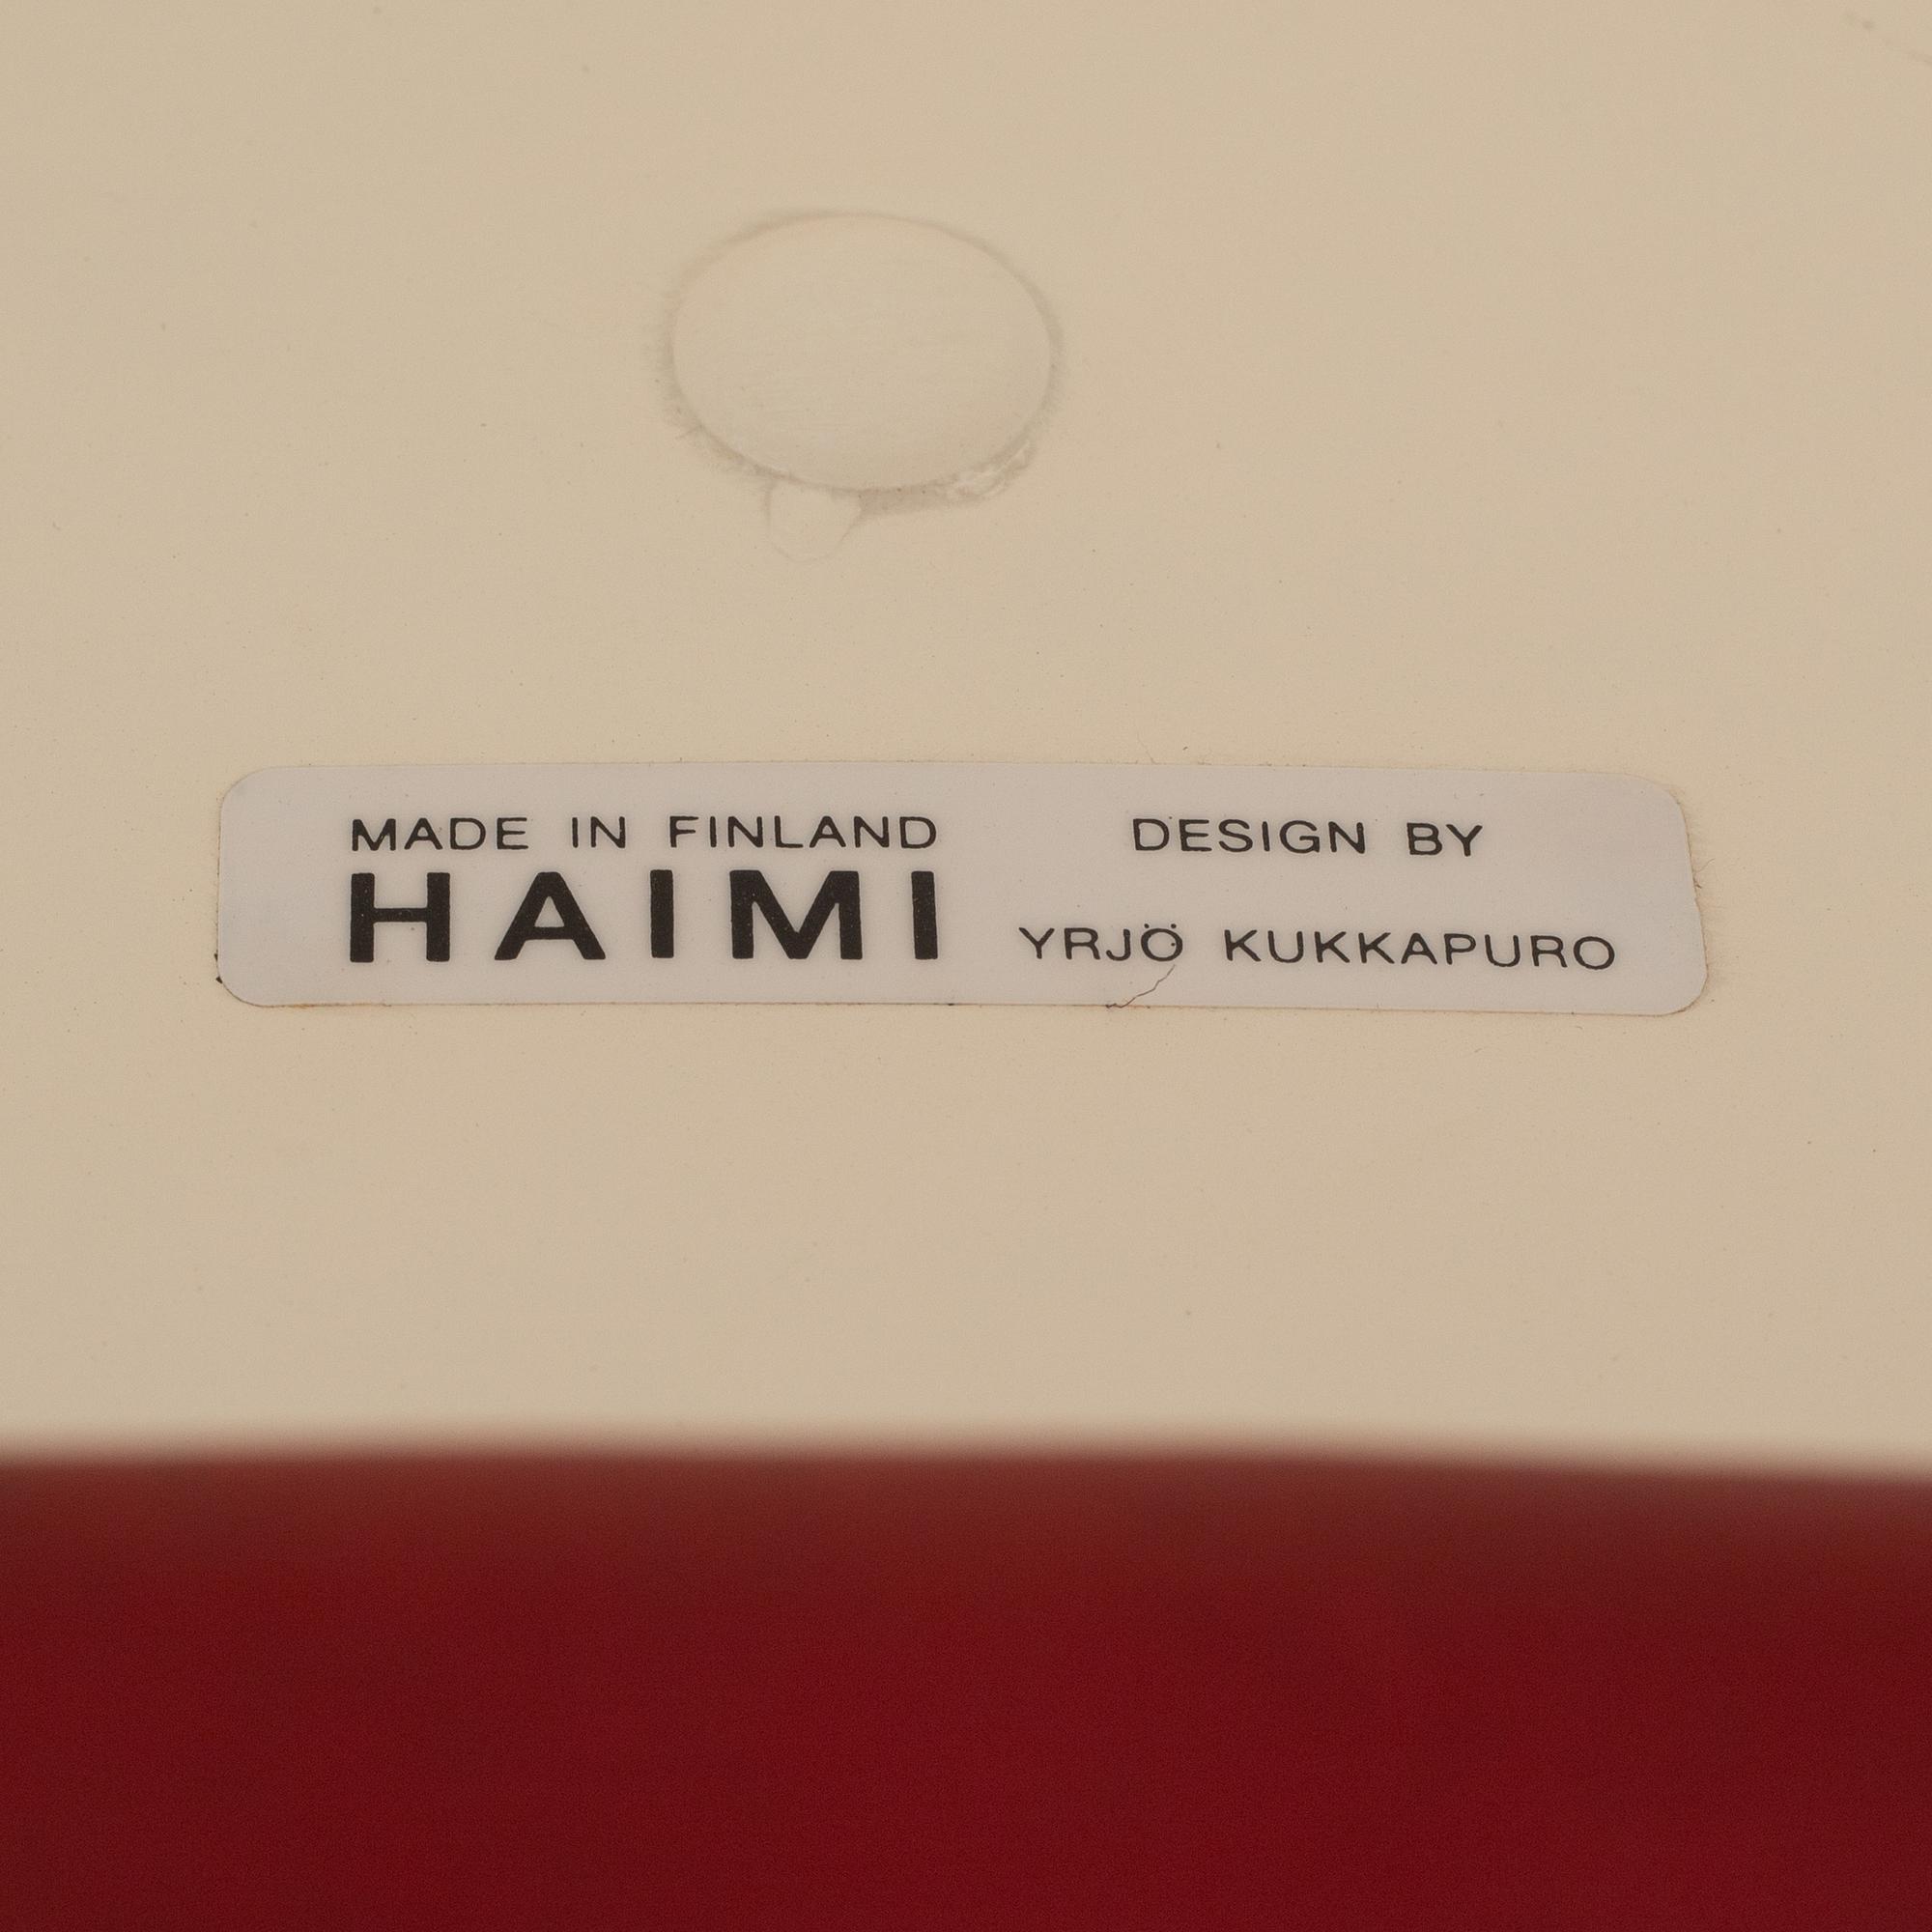 MADE IN FINLAND
HAIMI
DESIGN BY
YRJÖ KUKKAPURO